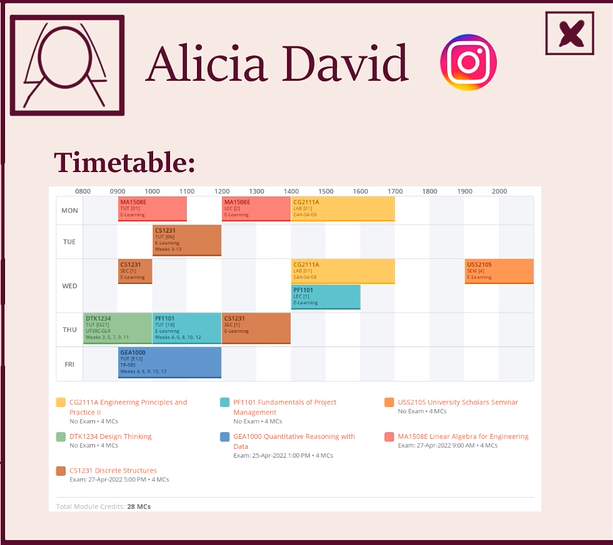 Alicia David
Timetable:
0800 0900 1000 1100 1200 1300 1400 1500 1600 1700 1800 1900 2000
MON
MA1508E
TUT [01]
E-Learning
MA1508E
LEC [2]
E-Learning
CG2111A
LAB [01]
E4A-04-08
TUE
CS1231
TUT [06]
E-Learning
Weeks 3-13
WED
CS1231
SEC [1]
E-Learning
CG2111A
LAB [01]
E4A-04-08
USS2105
SEM [4]
E-Learning
PF1101
LEC [1]
E-Learning
THU
DTK1234
TUT [D27]
Weeks 3, 5, 7, 9, 11
PF1101
TUT [18]
E-Learning
Weeks 4, 6, 8, 10, 12
CS1231
SEC [1]
E-Learning
FRI
GEA1000
TUT [E12]
Weeks 4, 6, 8, 10, 12
CG2111A Engineering Principles and
Practice II
No Exam • 4 MCs
PF1101 Fundamentals of Project
Management
No Exam • 4 MCs
USS2105 University Scholars Seminar
No Exam • 4 MCs
DTK1234 Design Thinking
No Exam • 4 MCs
GEA1000 Quantitative Reasoning with
Data
Exam: 25-Apr-2022 1:00 PM • 4 MCs
MA1508E Linear Algebra for Engineering
Exam: 27-Apr-2022 9:00 AM • 4 MCs
CS1231 Discrete Structures
Exam: 27-Apr-2022 5:00 PM • 4 MCs
Total Module Credits: 28 MCs